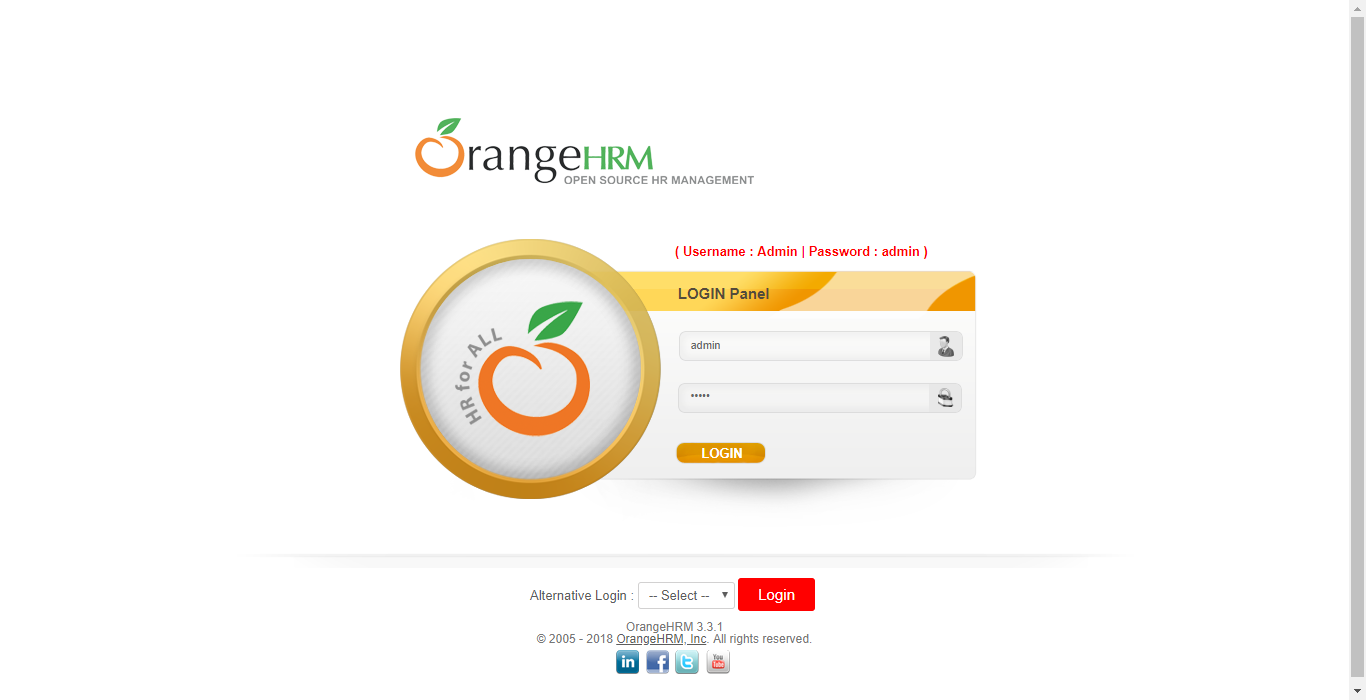 OrangeHRM
OPEN SOURCE HR MANAGEMENT
( Username : Admin | Password : admin )
HR for ALL
LOGIN Panel
admin
•••••
LOGIN
Alternative Login : -- Select -- Login
OrangeHRM 3.3.1
© 2005 - 2018 OrangeHRM, Inc. All rights reserved.
in f t You Tube